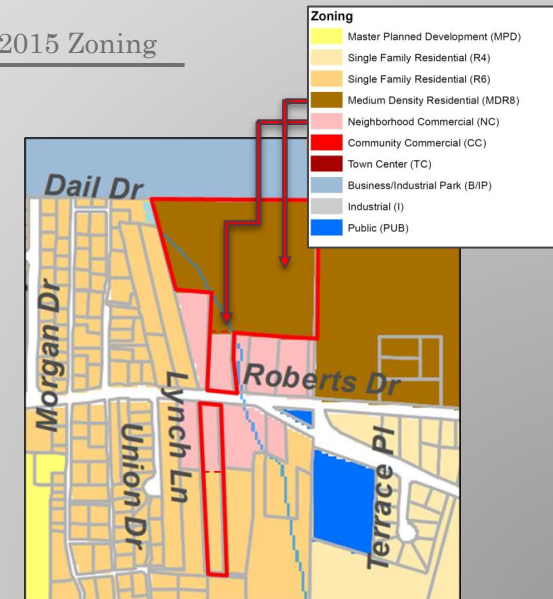 2015 Zoning
Zoning
Master Planned Development (MPD)
Single Family Residential (R4)
Single Family Residential (R6)
Medium Density Residential (MDR8)
Neighborhood Commercial (NC)
Community Commercial (CC)
Town Center (TC)
Business/Industrial Park (B/IP)
Industrial (I)
Public (PUB)
Dail Dr
Morgan Dr
Lynch Ln
Union Dr
Roberts Dr
Terrace Pl